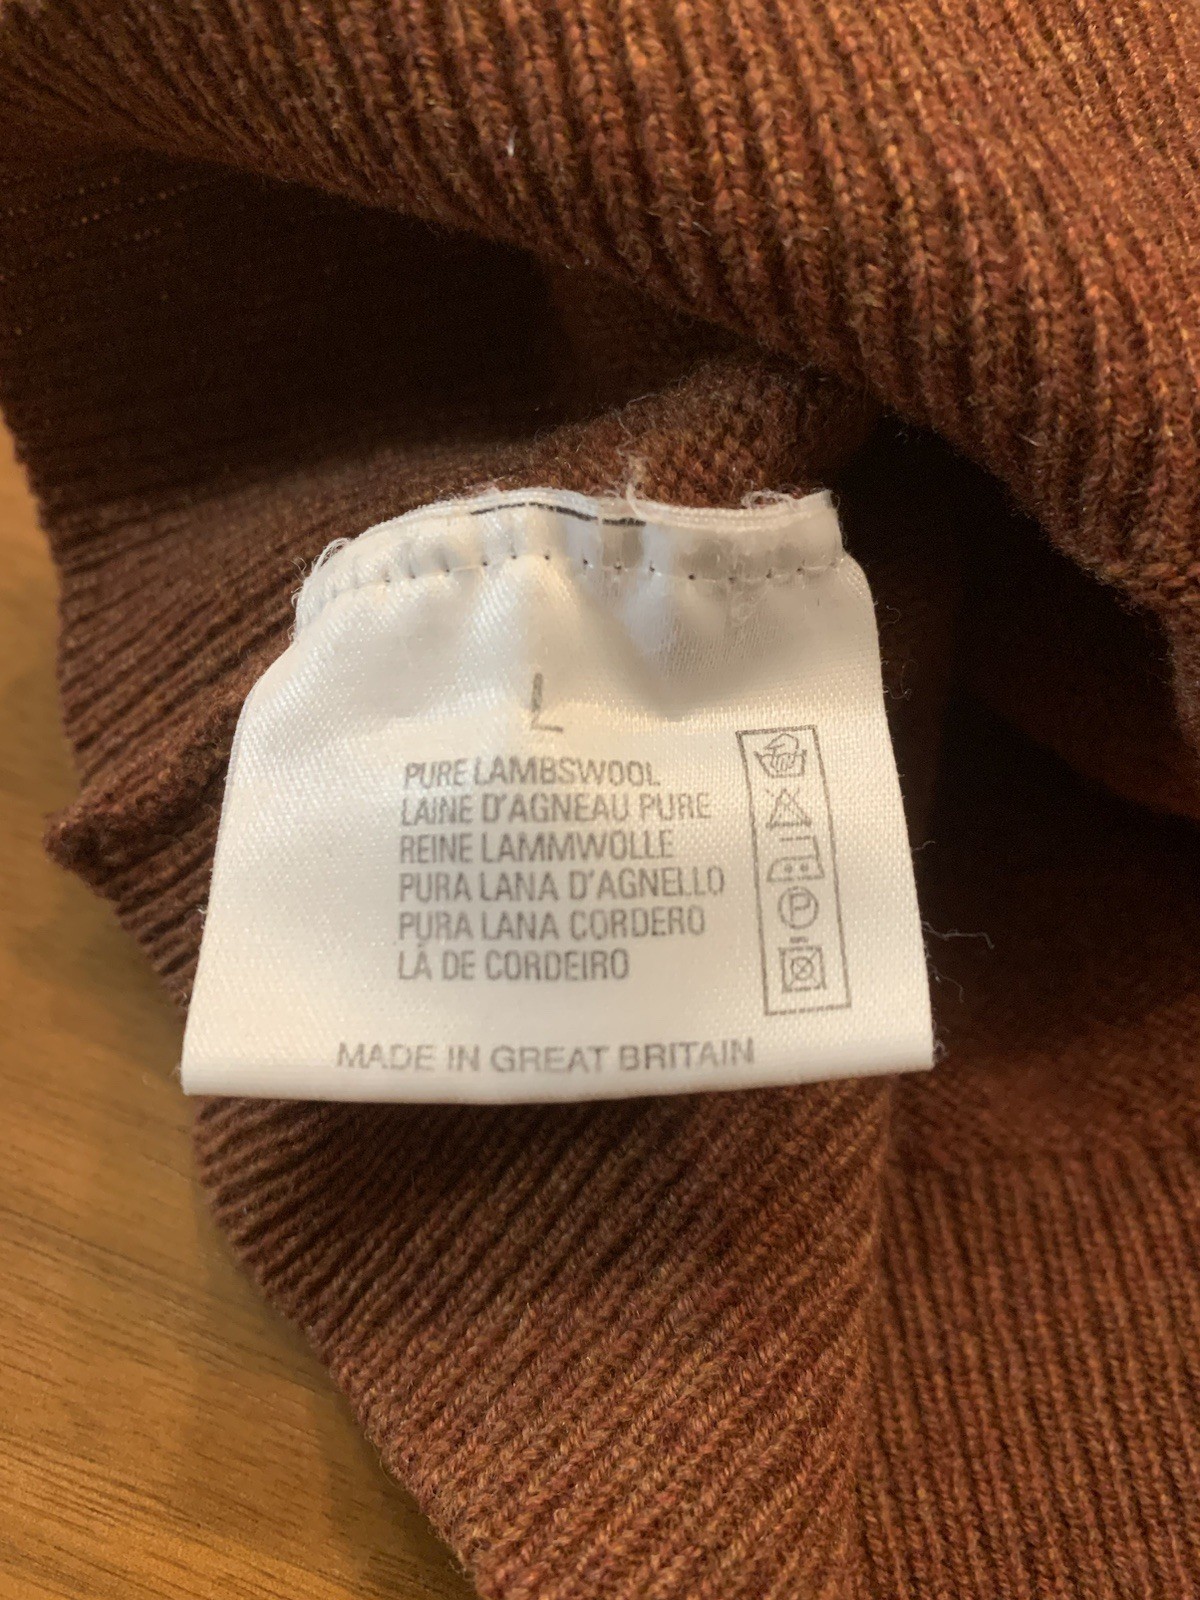 L
PURE LAMBSWOOL
LAINE D'AGNEAU PURE
REINE LAMMWOLLE
PURA LANA D'AGNELLO
PURA LANA CORDERO
LÃ DE CORDEIRO
P
MADE IN GREAT BRITAIN